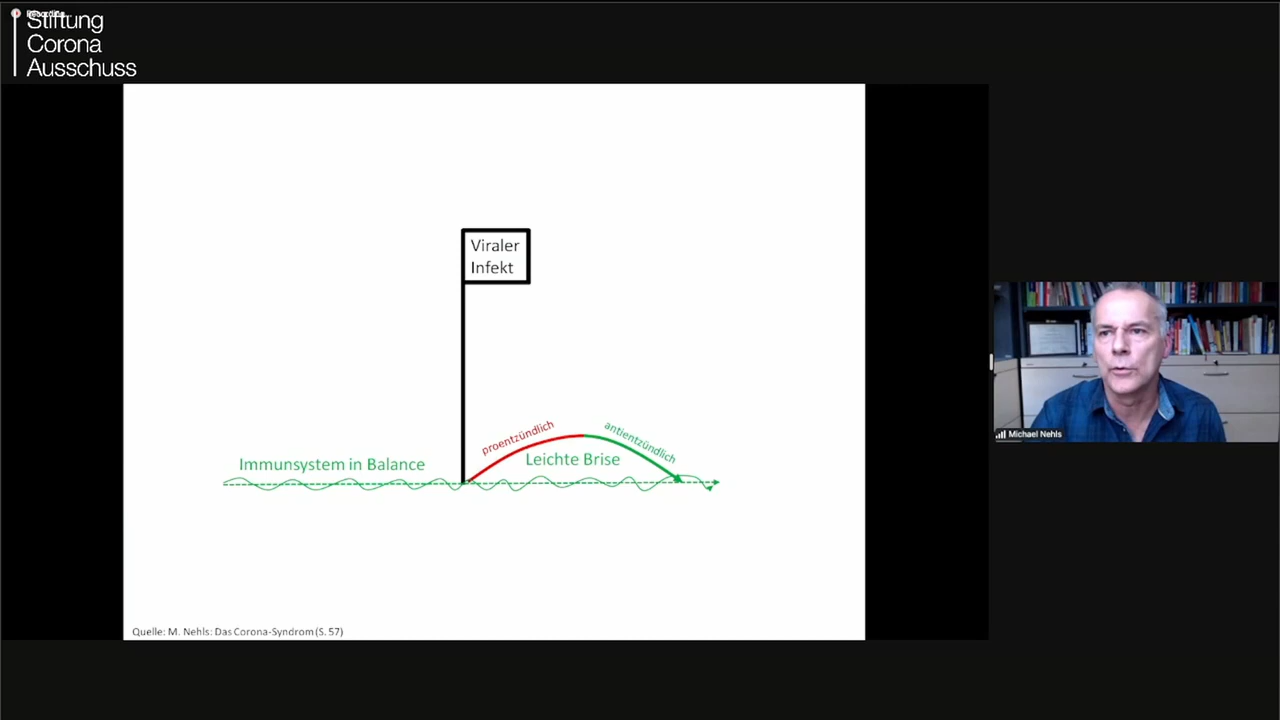 Stiftung
Corona
Ausschuss
Viraler
Infekt
proentzündlich
antientzündlich
Immunsystem in Balance
Leichte Brise
Michael Nehls
Quelle: M. Nehls: Das Corona-Syndrom (S. 57)